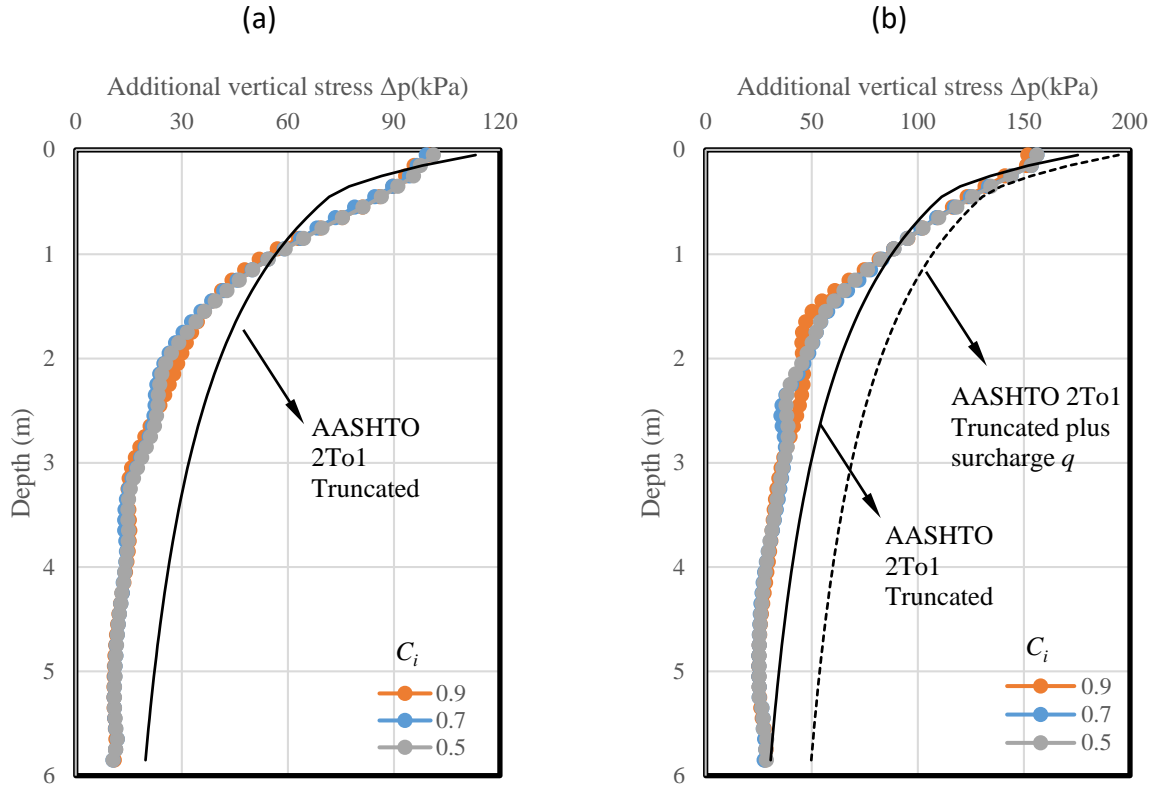 (a)
Additional vertical stress Δp(kPa)
0 30 60 90 120
0
1
2
3
4
5
6
Depth (m)
AASHTO
2To1
Truncated
C_i
0.9
0.7
0.5
(b)
Additional vertical stress Δp(kPa)
0 50 100 150 200
0
1
2
3
4
5
6
Depth (m)
AASHTO 2To1
Truncated plus
surcharge q
AASHTO
2To1
Truncated
C_i
0.9
0.7
0.5